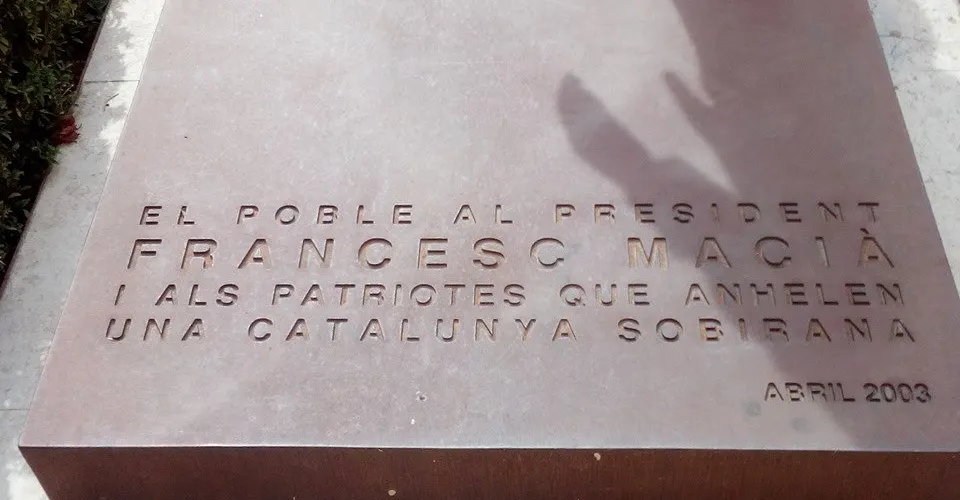 EL POBLE AL PRESIDENT
FRANCESC MACIÀ
I ALS PATRIOTES QUE ANHELEN
UNA CATALUNYA SOBIRANA
ABRIL 2003